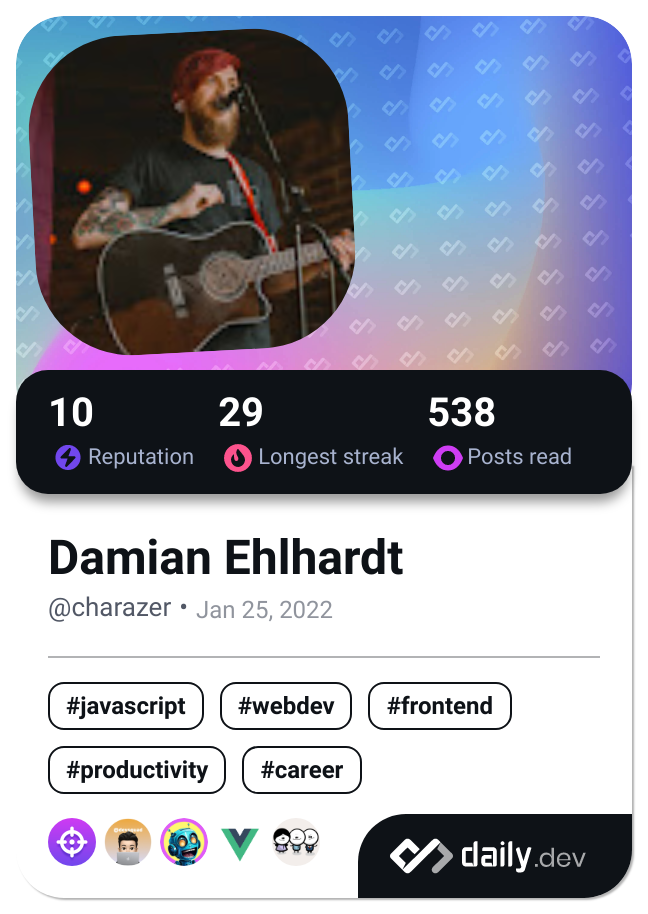 10 29 538
Reputation Longest streak Posts read
Damian Ehlhardt
@charazer • Jan 25, 2022
#javascript #webdev #frontend
#productivity #career
daily.dev